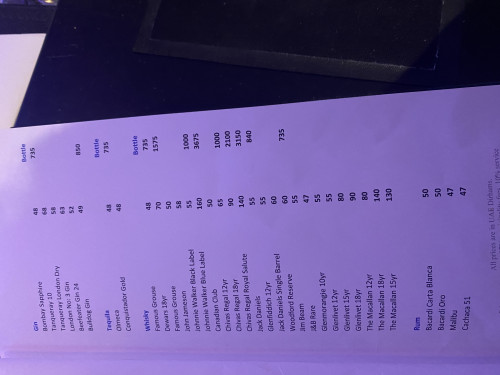 Bottle
Gin
Bombay Sapphire 48 735
Tanqueray 10 68
Tanqueray London Dry 58
London No:3 Gin 63
Beefeater Gin 24 52
Bulldog Gin 49 850
Tequila Bottle
Olmeca 48 735
Conquistador Gold 48
Whisky Bottle
Famous Grouse 48 735
Dewars 18yr 70 1575
Famous Grouse 50
John Jameson 58
Johnnie Walker Black Label 55 1000
Johnnie Walker Blue Label 160 3675
Canadian Club 50
Chivas Regal 12yr 65 1000
Chivas Regal 18yr 90 2100
Chivas Regal Royal Salute 140 3150
Jack Daniels 55 840
Glenfiddich 12yr 55
Jack Daniels Single Barrel 60
Woodford Reserve 60 735
Jim Beam 55
J&B Rare 47
Glenmorangie 10yr 55
Glenlivet 12yr 55
Glenlivet 15yr 80
Glenlivet 18yr 90
The Macallan 12yr 80
The Macallan 18yr 140
The Macallan 15yr 130
Rum
Bacardi Carta Blanca 50
Bacardi Oro 50
Malibu 47
Cachaca 51 47
All prices are in UAE Dirhams
10% service